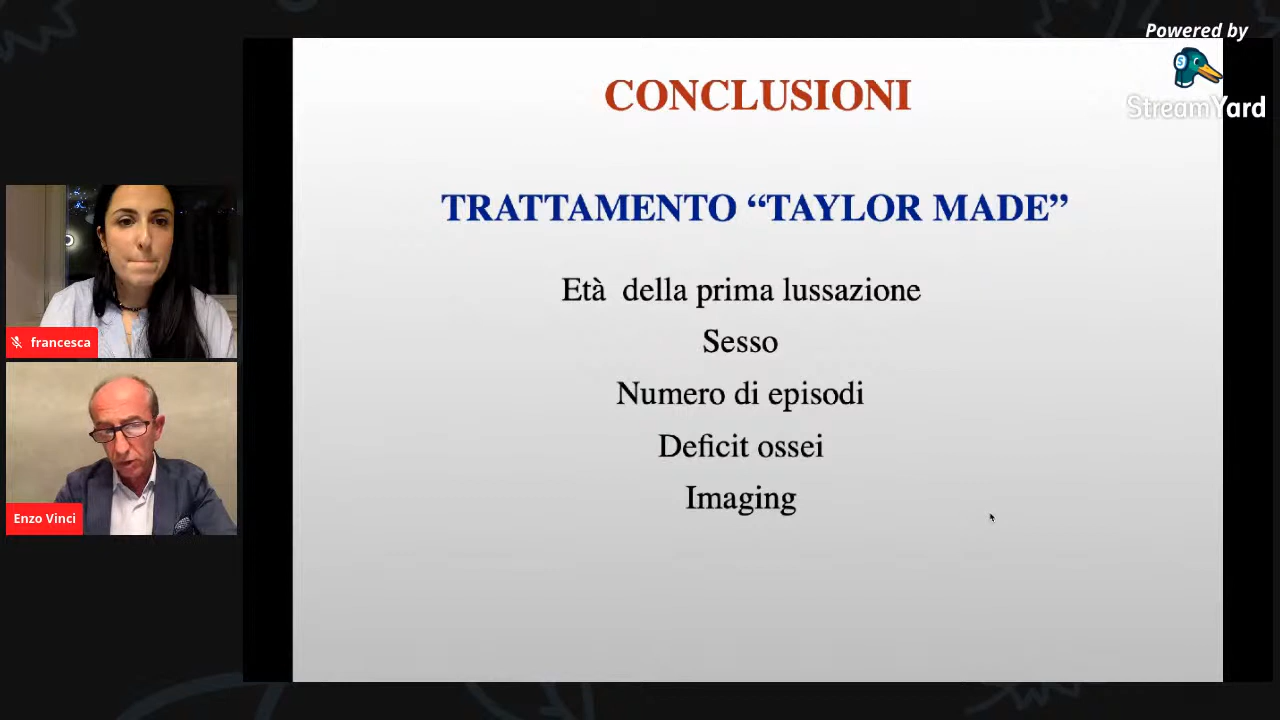 Powered by
StreamYard
CONCLUSIONI
TRATTAMENTO “TAYLOR MADE”
Età della prima lussazione
Sesso
Numero di episodi
Deficit ossei
Imaging
francesca
Enzo Vinci